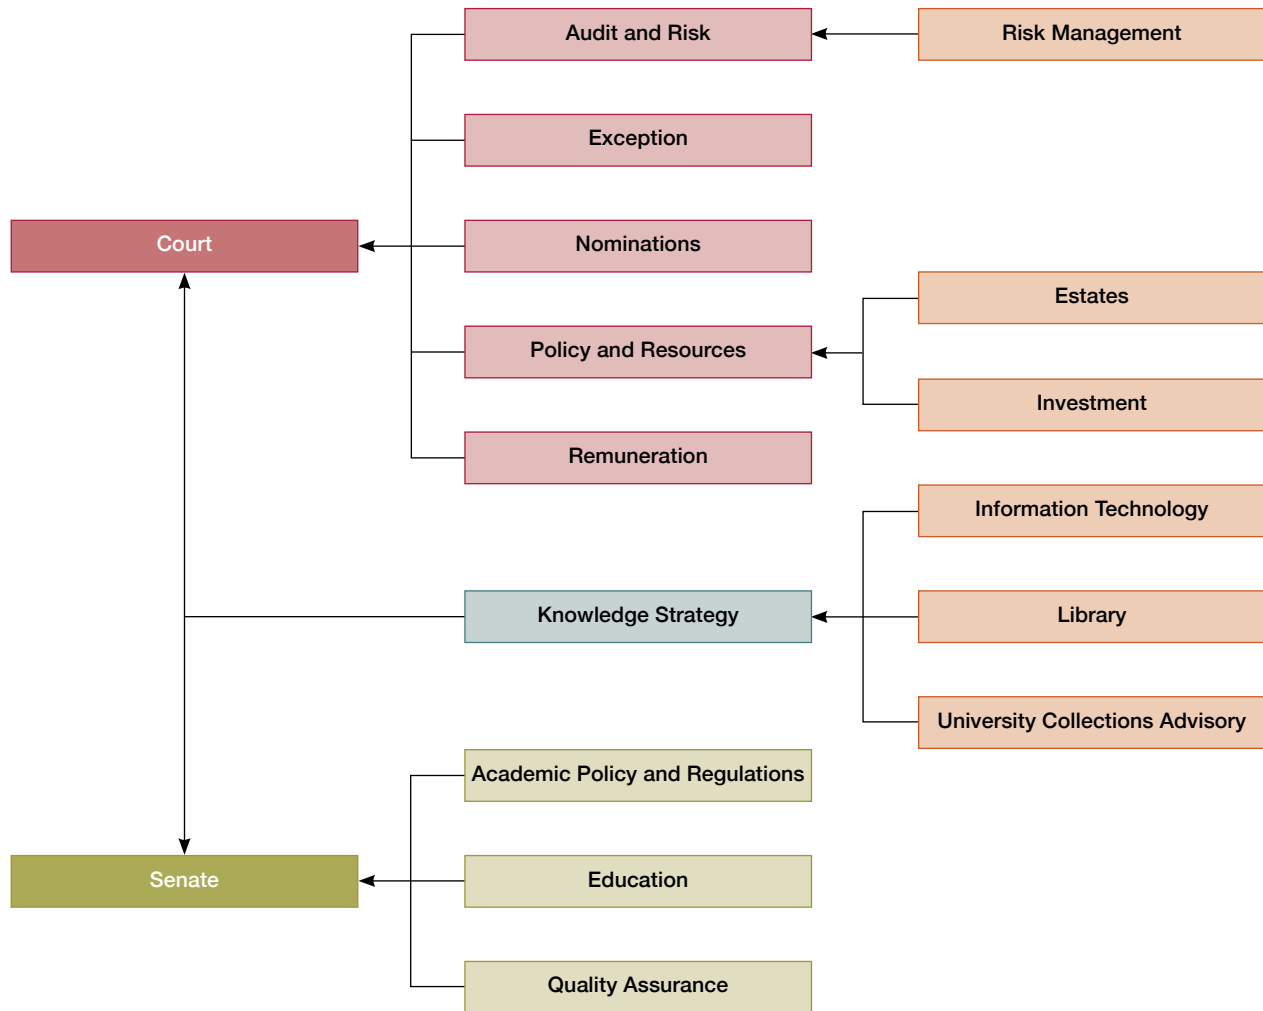 Audit and Risk
Risk Management
Exception
Court
Nominations
Estates
Policy and Resources
Investment
Remuneration
Information Technology
Knowledge Strategy
Library
University Collections Advisory
Academic Policy and Regulations
Senate
Education
Quality Assurance